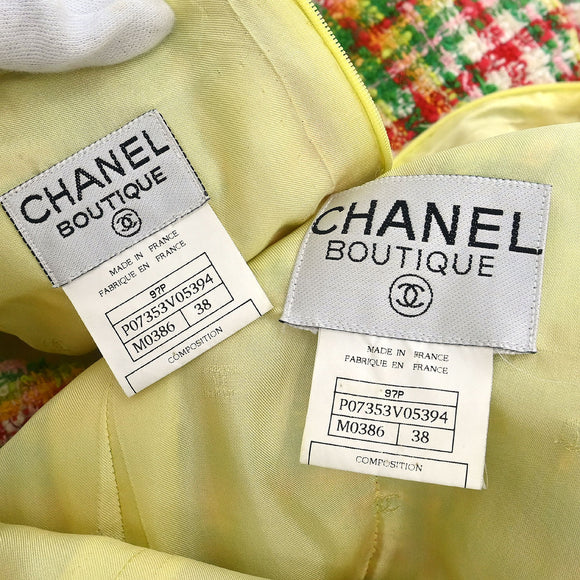 CHANEL
BOUTIQUE
MADE IN FRANCE
FABRIQUE EN FRANCE
97P
P07353V05394
M0386 38
COMPOSITION
CHANEL
BOUTIQUE
MADE IN FRANCE
FABRIQUE EN FRANCE
97P
P07353V05394
M0386 38
COMPOSITION